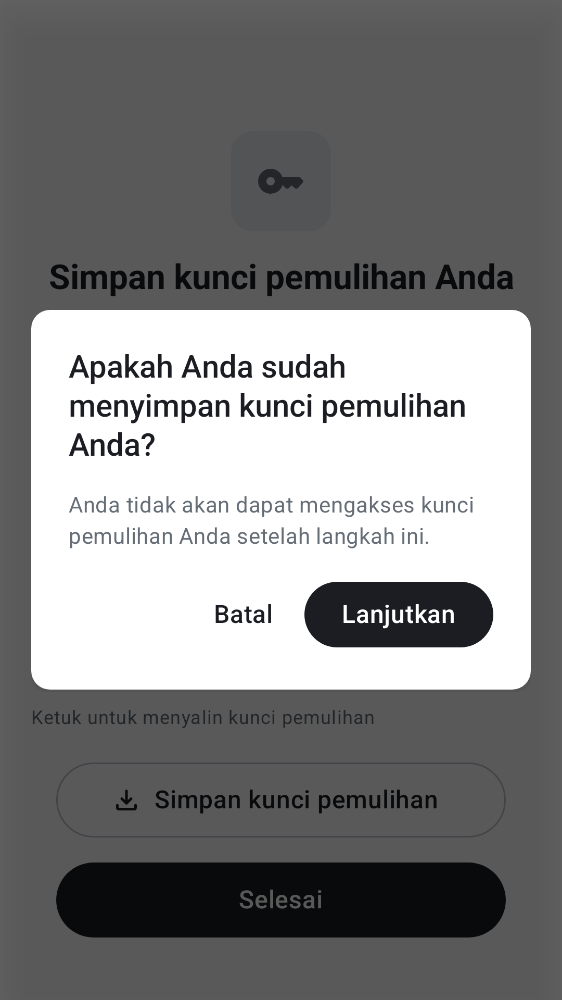 Simpan kunci pemulihan Anda
Apakah Anda sudah
menyimpan kunci pemulihan
Anda?
Anda tidak akan dapat mengakses kunci
pemulihan Anda setelah langkah ini.
Batal
Lanjutkan
Ketuk untuk menyalin kunci pemulihan
Simpan kunci pemulihan
Selesai